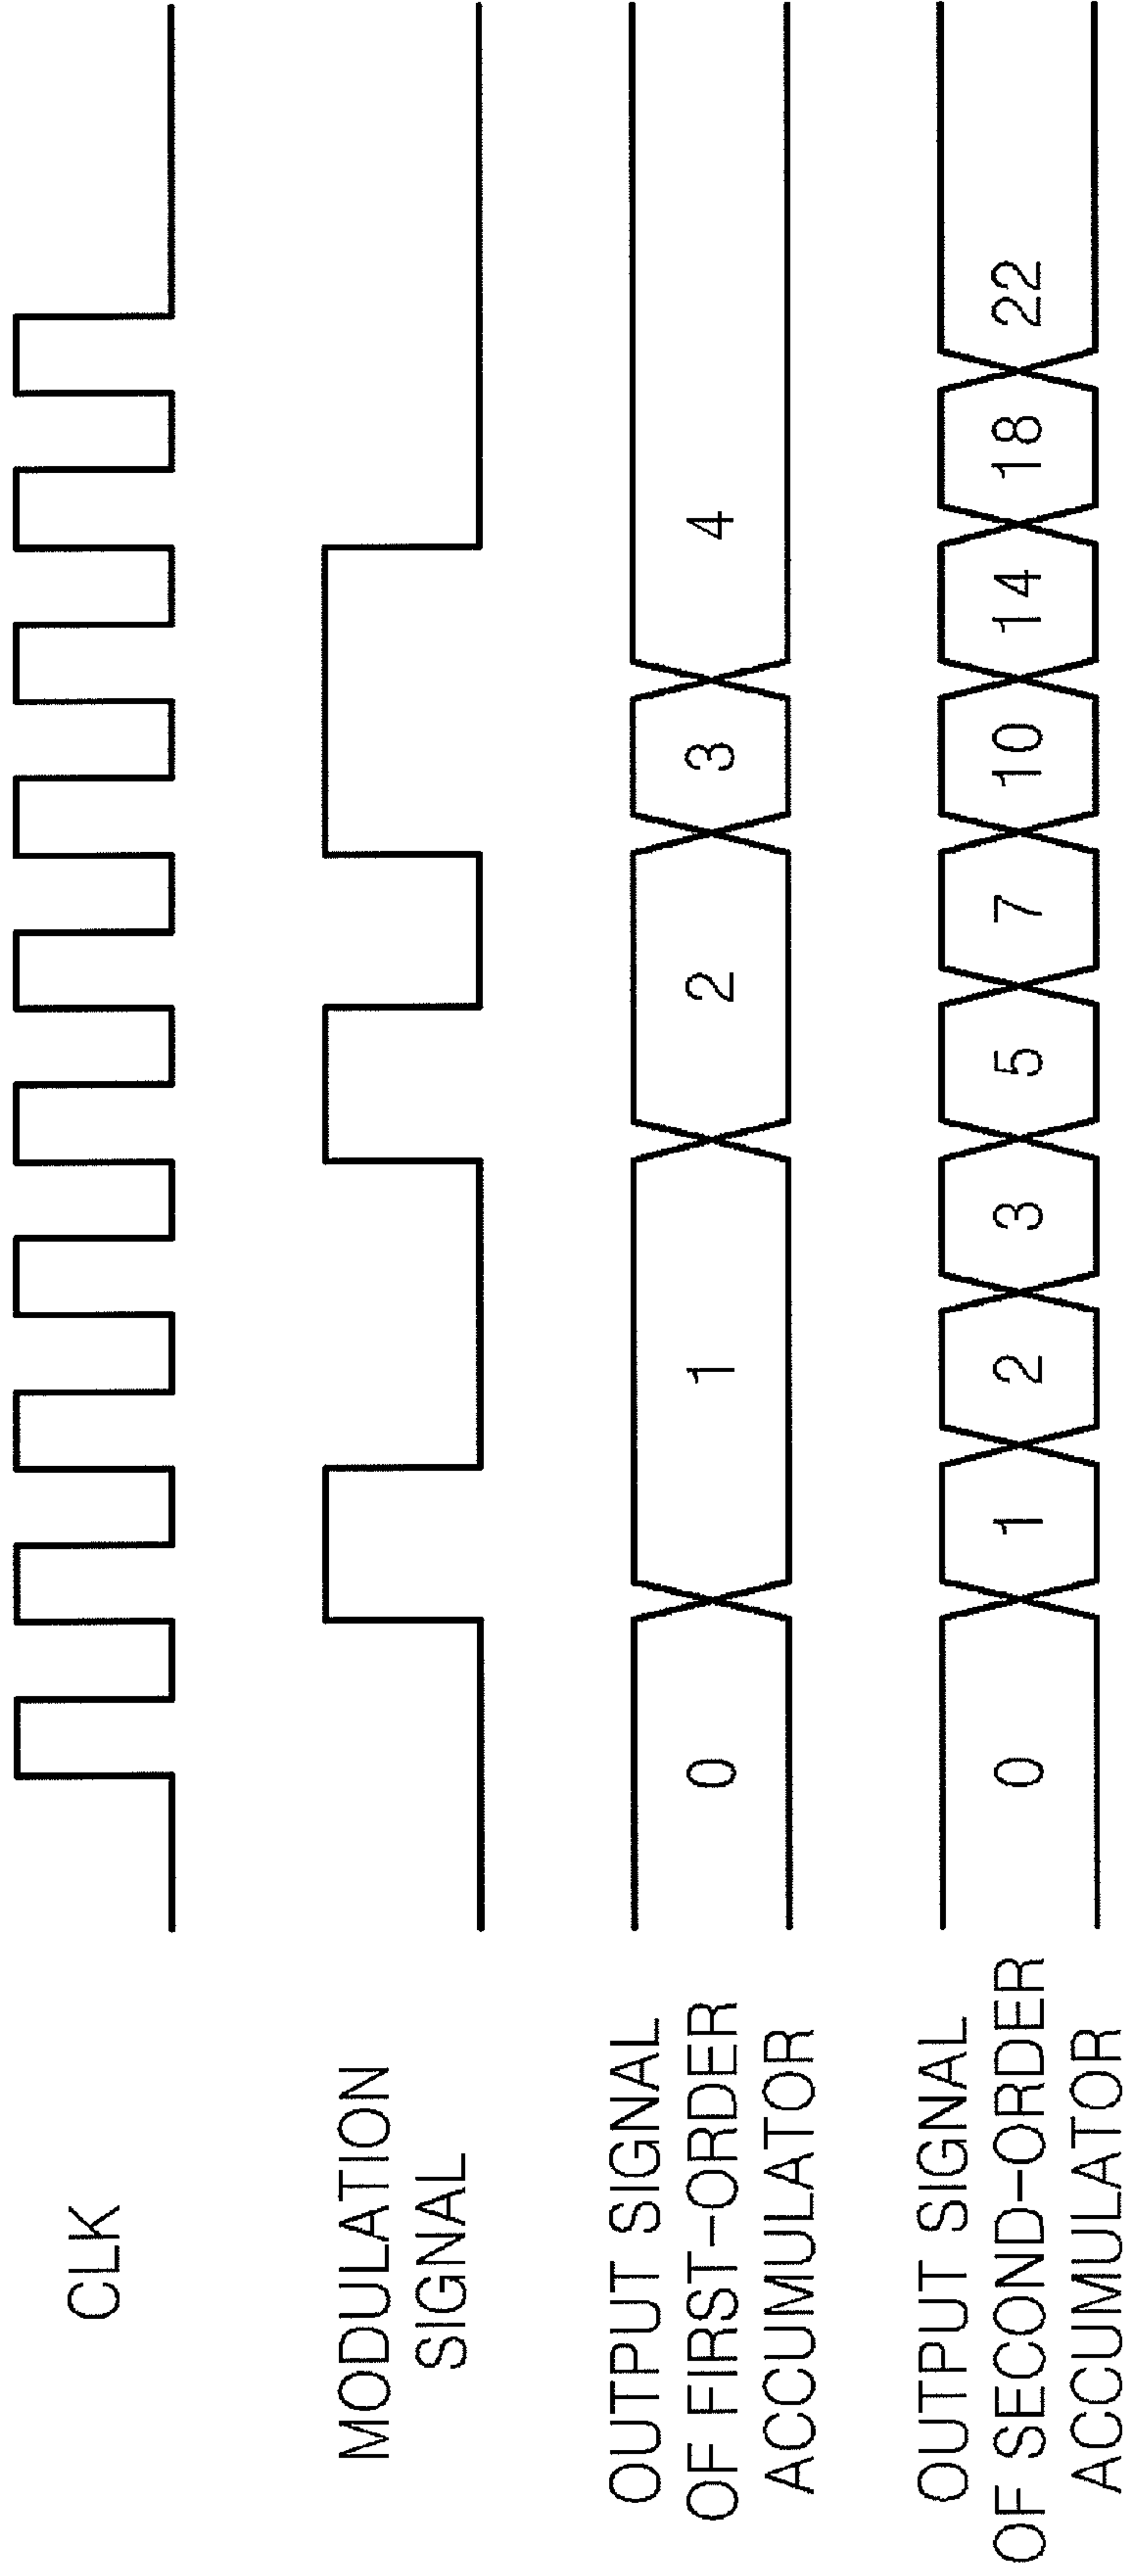 CLK
MODULATION
SIGNAL
OUTPUT SIGNAL
OF FIRST-ORDER
ACCUMULATOR
0
1
2
3
4
OUTPUT SIGNAL
OF SECOND-ORDER
ACCUMULATOR
0
1
2
3
5
7
10
14
18
22